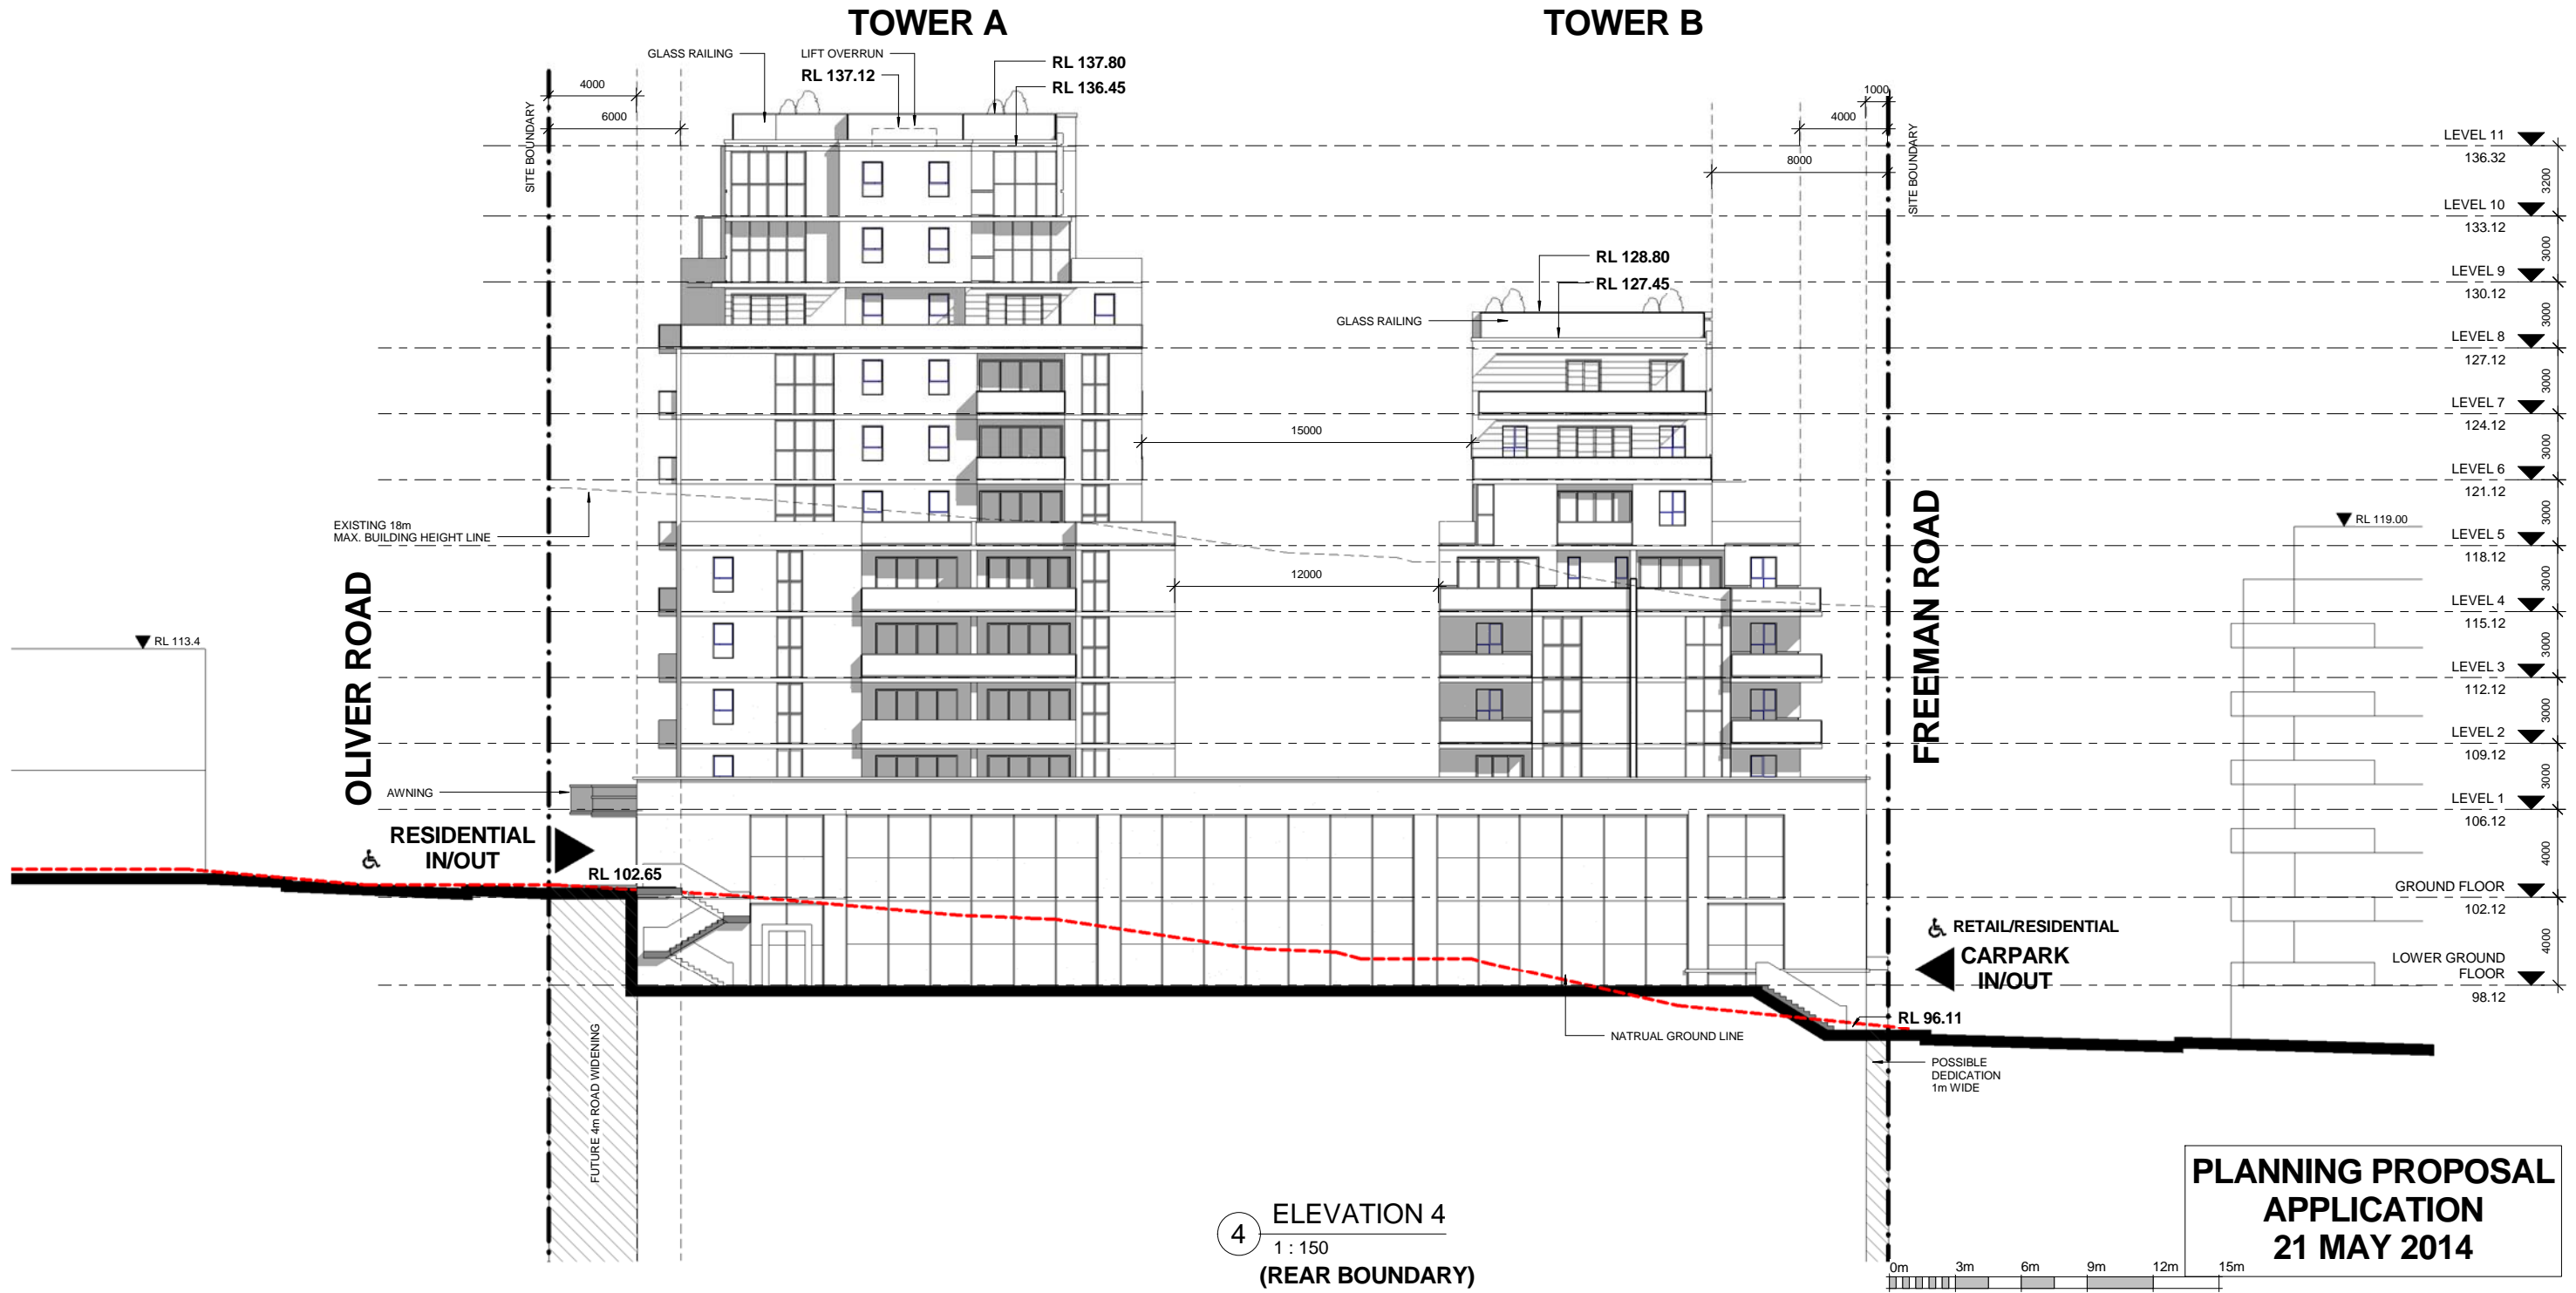 TOWER A
TOWER B
GLASS RAILING
LIFT OVERRUN
RL 137.12
RL 137.80
RL 136.45
4000
6000
SITE BOUNDARY
1000
4000
8000
SITE BOUNDARY
LEVEL 11
136.32
3200
LEVEL 10
133.12
3000
LEVEL 9
130.12
3000
LEVEL 8
127.12
3000
LEVEL 7
124.12
3000
LEVEL 6
121.12
3000
LEVEL 5
118.12
3000
LEVEL 4
115.12
3000
LEVEL 3
112.12
3000
LEVEL 2
109.12
3000
LEVEL 1
106.12
4000
GROUND FLOOR
102.12
4000
LOWER GROUND
FLOOR
98.12
RL 128.80
RL 127.45
GLASS RAILING
15000
12000
EXISTING 18m
MAX. BUILDING HEIGHT LINE
OLIVER ROAD
FREEMAN ROAD
RL 113.4
RL 119.00
AWNING
RESIDENTIAL
IN/OUT
RL 102.65
RETAIL/RESIDENTIAL
CARPARK
IN/OUT
RL 96.11
NATRUAL GROUND LINE
POSSIBLE
DEDICATION
1m WIDE
FUTURE 4m ROAD WIDENING
4
ELEVATION 4
1 : 150
(REAR BOUNDARY)
PLANNING PROPOSAL
APPLICATION
21 MAY 2014
0m 3m 6m 9m 12m 15m